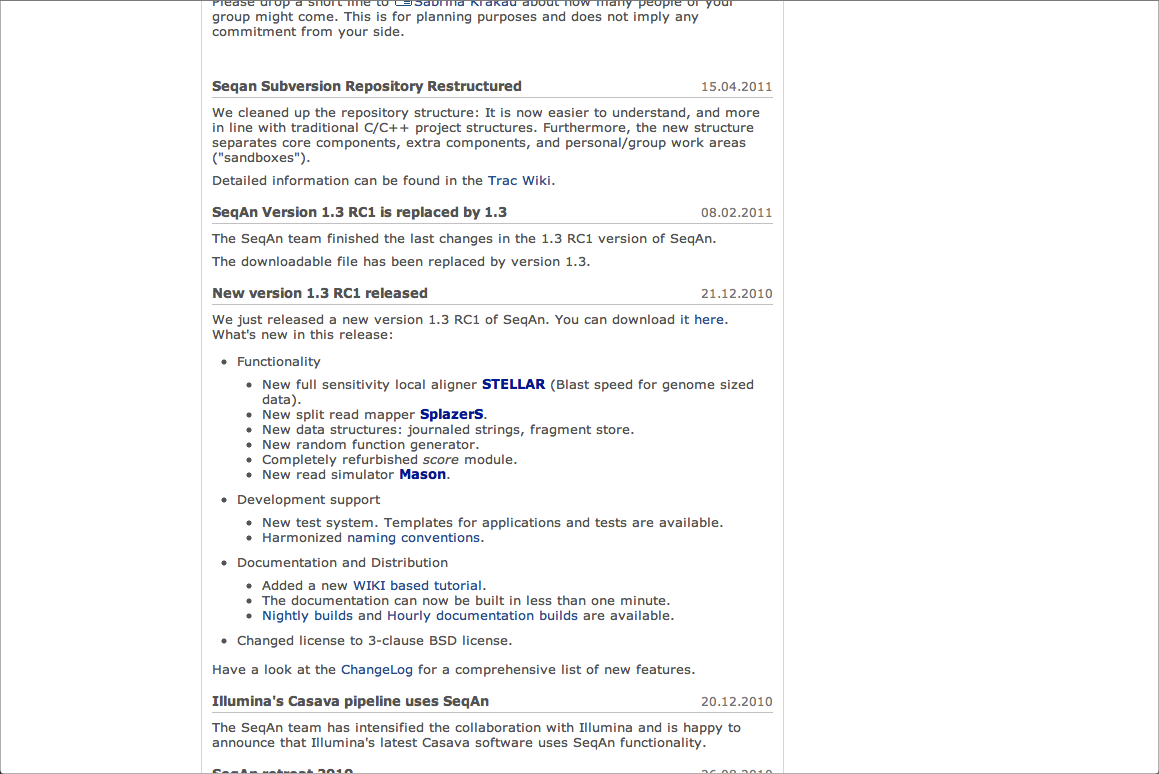 Please drop a short line to Sabrina Krakau about how many people of your
group might come. This is for planning purposes and does not imply any
commitment from your side.
Seqan Subversion Repository Restructured 15.04.2011
We cleaned up the repository structure: It is now easier to understand, and more
in line with traditional C/C++ project structures. Furthermore, the new structure
separates core components, extra components, and personal/group work areas
("sandboxes").
Detailed information can be found in the Trac Wiki.
SeqAn Version 1.3 RC1 is replaced by 1.3 08.02.2011
The SeqAn team finished the last changes in the 1.3 RC1 version of SeqAn.
The downloadable file has been replaced by version 1.3.
New version 1.3 RC1 released 21.12.2010
We just released a new version 1.3 RC1 of SeqAn. You can download it here.
What's new in this release:
• Functionality
• New full sensitivity local aligner STELLAR (Blast speed for genome sized
data).
• New split read mapper SplazerS.
• New data structures: journaled strings, fragment store.
• New random function generator.
• Completely refurbished score module.
• New read simulator Mason.
• Development support
• New test system. Templates for applications and tests are available.
• Harmonized naming conventions.
• Documentation and Distribution
• Added a new WIKI based tutorial.
• The documentation can now be built in less than one minute.
• Nightly builds and Hourly documentation builds are available.
• Changed license to 3-clause BSD license.
Have a look at the ChangeLog for a comprehensive list of new features.
Illumina's Casava pipeline uses SeqAn 20.12.2010
The SeqAn team has intensified the collaboration with Illumina and is happy to
announce that Illumina's latest Casava software uses SeqAn functionality.
SeqAn retreat 2010 26.08.2010